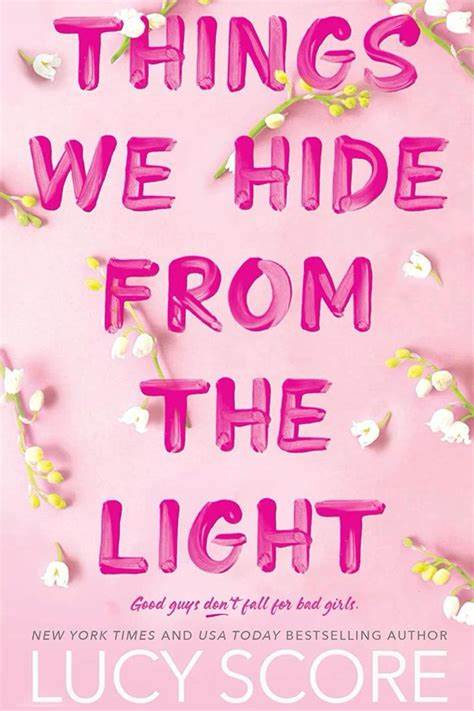 THINGS
WE HIDE
FROM
THE
LIGHT
Good guys don't fall for bad girls.
NEW YORK TIMES AND USA TODAY BESTSELLING AUTHOR
LUCY SCORE